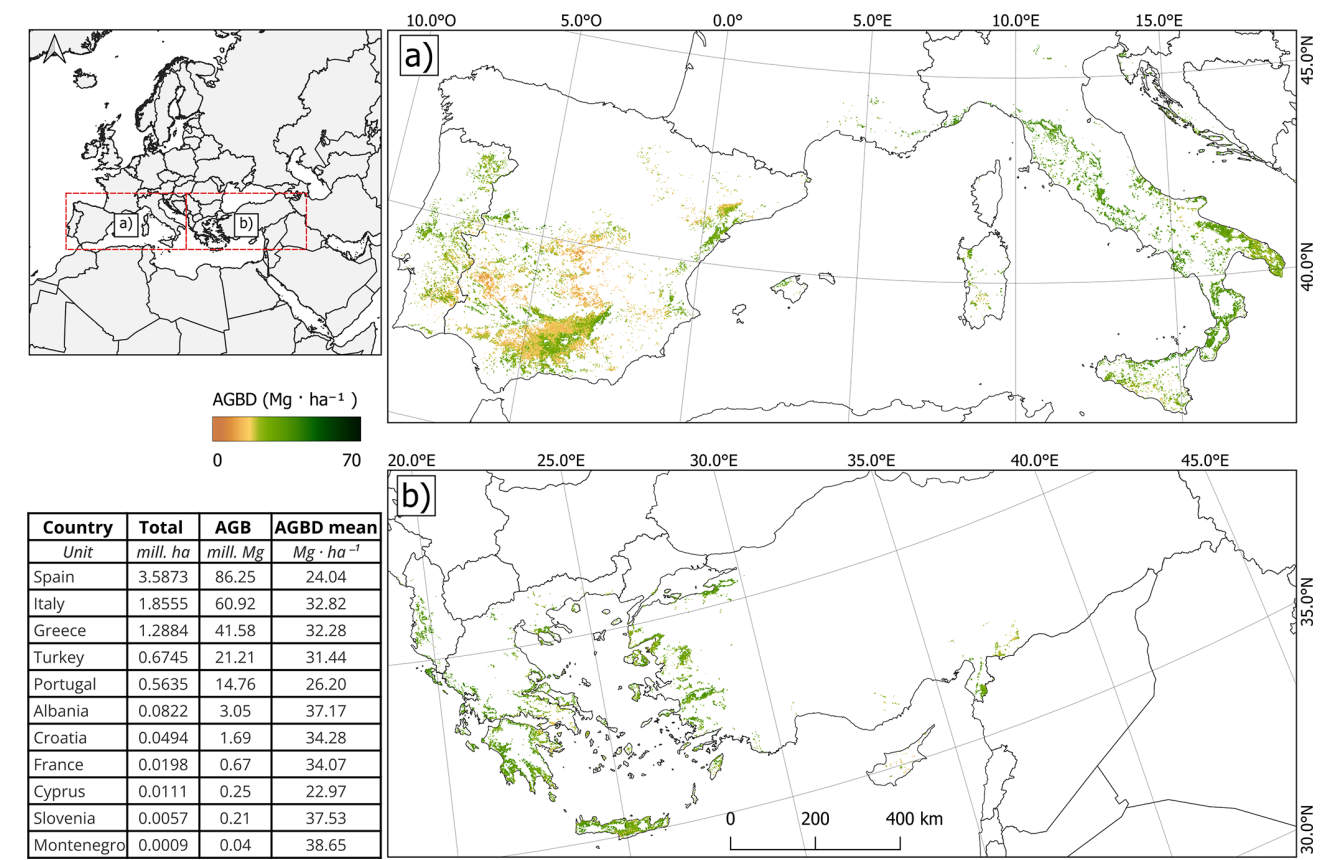 10.0°E 5.0°O 0.0° 5.0°E 10.0°E 15.0°E
a)
45.0°N
40.0°N
a) b)
AGBD (Mg · ha⁻¹ )
0 70
20.0°E 25.0°E 30.0°E 35.0°E 40.0°E 45.0°E
b)
35.0°N
30.0°N
0 200 400 km
Country Total AGB AGBD mean
Unit mill. ha mill. Mg Mg · ha⁻¹
Spain 3.5873 86.25 24.04
Italy 1.8555 60.92 32.82
Greece 1.2884 41.58 32.28
Turkey 0.6745 21.21 31.44
Portugal 0.5635 14.76 26.20
Albania 0.0822 3.05 37.17
Croatia 0.0494 1.69 34.28
France 0.0198 0.67 34.07
Cyprus 0.0111 0.25 22.97
Slovenia 0.0057 0.21 37.53
Montenegro 0.0009 0.04 38.65